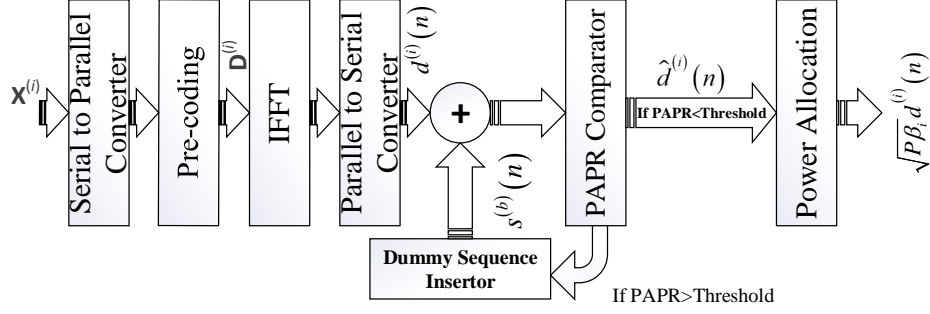 X^(i)
Serial to Parallel
Converter
Pre-coding
D^(i)
IFFT
Parallel to Serial
Converter
d^(i)(n)
+
s^(b)(n)
Dummy Sequence
Insertor
PAPR Comparator
d̂^(i)(n)
If PAPR<Threshold
If PAPR>Threshold
Power Allocation
√Pβ_i d^(i)(n)